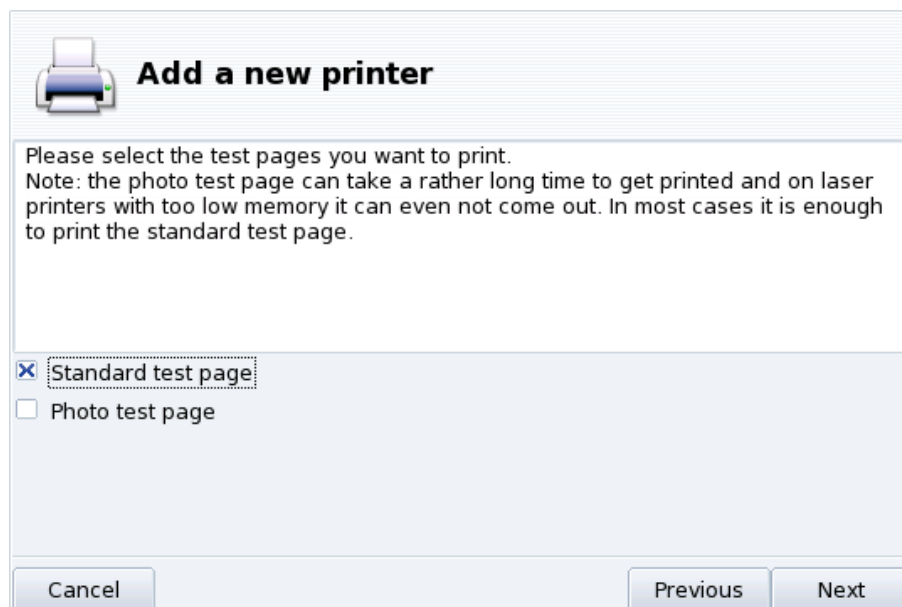 Add a new printer
Please select the test pages you want to print.
Note: the photo test page can take a rather long time to get printed and on laser
printers with too low memory it can even not come out. In most cases it is enough
to print the standard test page.
Standard test page
Photo test page
Cancel
Previous
Next